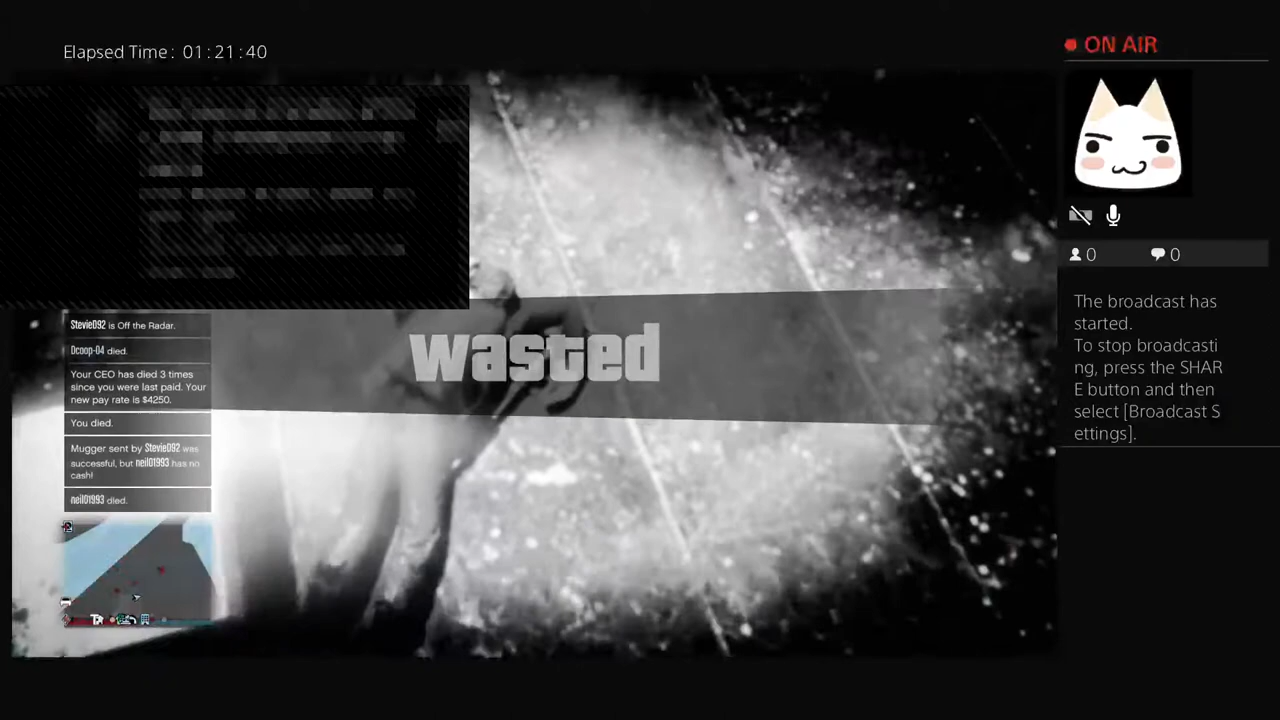 Elapsed Time: 01:21:40
ON AIR
0 0
The broadcast has
started.
To stop broadcasti
ng, press the SHAR
E button and then
select [Broadcast S
ettings].
StevieD92 is Off the Radar.
Dcoop-04 died.
Your CEO has died 3 times
since you were last paid. Your
new pay rate is $4250.
You died.
Mugger sent by StevieD92 was
successful, but neil01993 has no
cash!
neil01993 died.
wasted